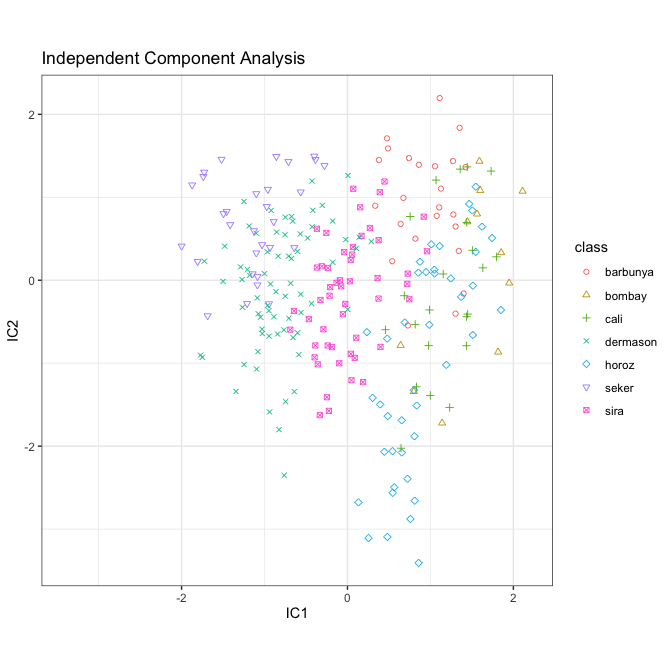 Independent Component Analysis
2
0
-2
IC2
-2
0
2
IC1
class
barbunya
bombay
cali
dermason
horoz
seker
sira